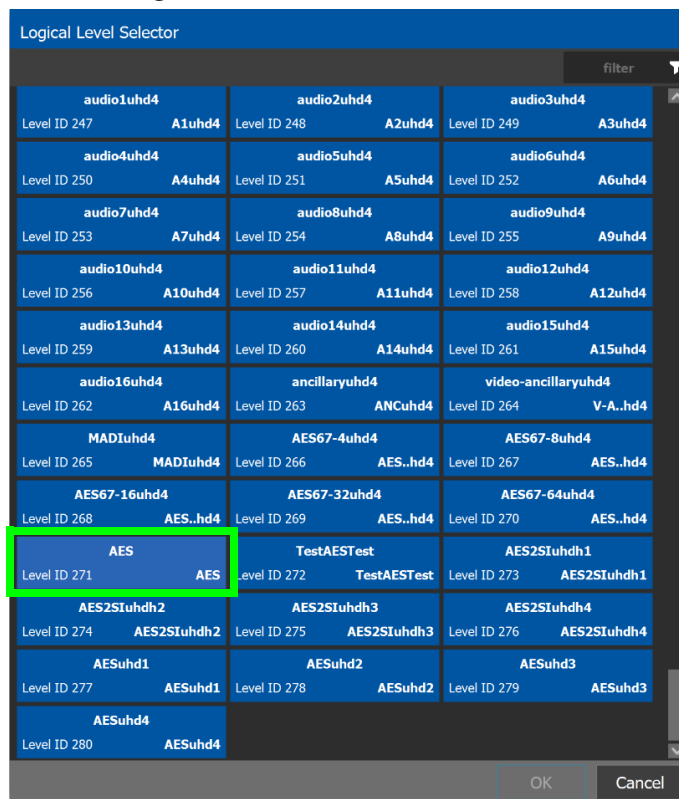 Logical Level Selector
filter
audio1uhd4 audio2uhd4 audio3uhd4
Level ID 247 A1uhd4 Level ID 248 A2uhd4 Level ID 249 A3uhd4
audio4uhd4 audio5uhd4 audio6uhd4
Level ID 250 A4uhd4 Level ID 251 A5uhd4 Level ID 252 A6uhd4
audio7uhd4 audio8uhd4 audio9uhd4
Level ID 253 A7uhd4 Level ID 254 A8uhd4 Level ID 255 A9uhd4
audio10uhd4 audio11uhd4 audio12uhd4
Level ID 256 A10uhd4 Level ID 257 A11uhd4 Level ID 258 A12uhd4
audio13uhd4 audio14uhd4 audio15uhd4
Level ID 259 A13uhd4 Level ID 260 A14uhd4 Level ID 261 A15uhd4
audio16uhd4 ancillaryuhd4 video-ancillaryuhd4
Level ID 262 A16uhd4 Level ID 263 ANCuhd4 Level ID 264 V-A..hd4
MADIuhd4 AES67-4uhd4 AES67-8uhd4
Level ID 265 MADIuhd4 Level ID 266 AES..hd4 Level ID 267 AES..hd4
AES67-16uhd4 AES67-32uhd4 AES67-64uhd4
Level ID 268 AES..hd4 Level ID 269 AES..hd4 Level ID 270 AES..hd4
AES TestAESTest AES2SIuhdh1
Level ID 271 AES Level ID 272 TestAESTest Level ID 273 AES2SIuhdh1
AES2SIuhdh2 AES2SIuhdh3 AES2SIuhdh4
Level ID 274 AES2SIuhdh2 Level ID 275 AES2SIuhdh3 Level ID 276 AES2SIuhdh4
AESuhd1 AESuhd2 AESuhd3
Level ID 277 AESuhd1 Level ID 278 AESuhd2 Level ID 279 AESuhd3
AESuhd4
Level ID 280 AESuhd4
OK Cancel